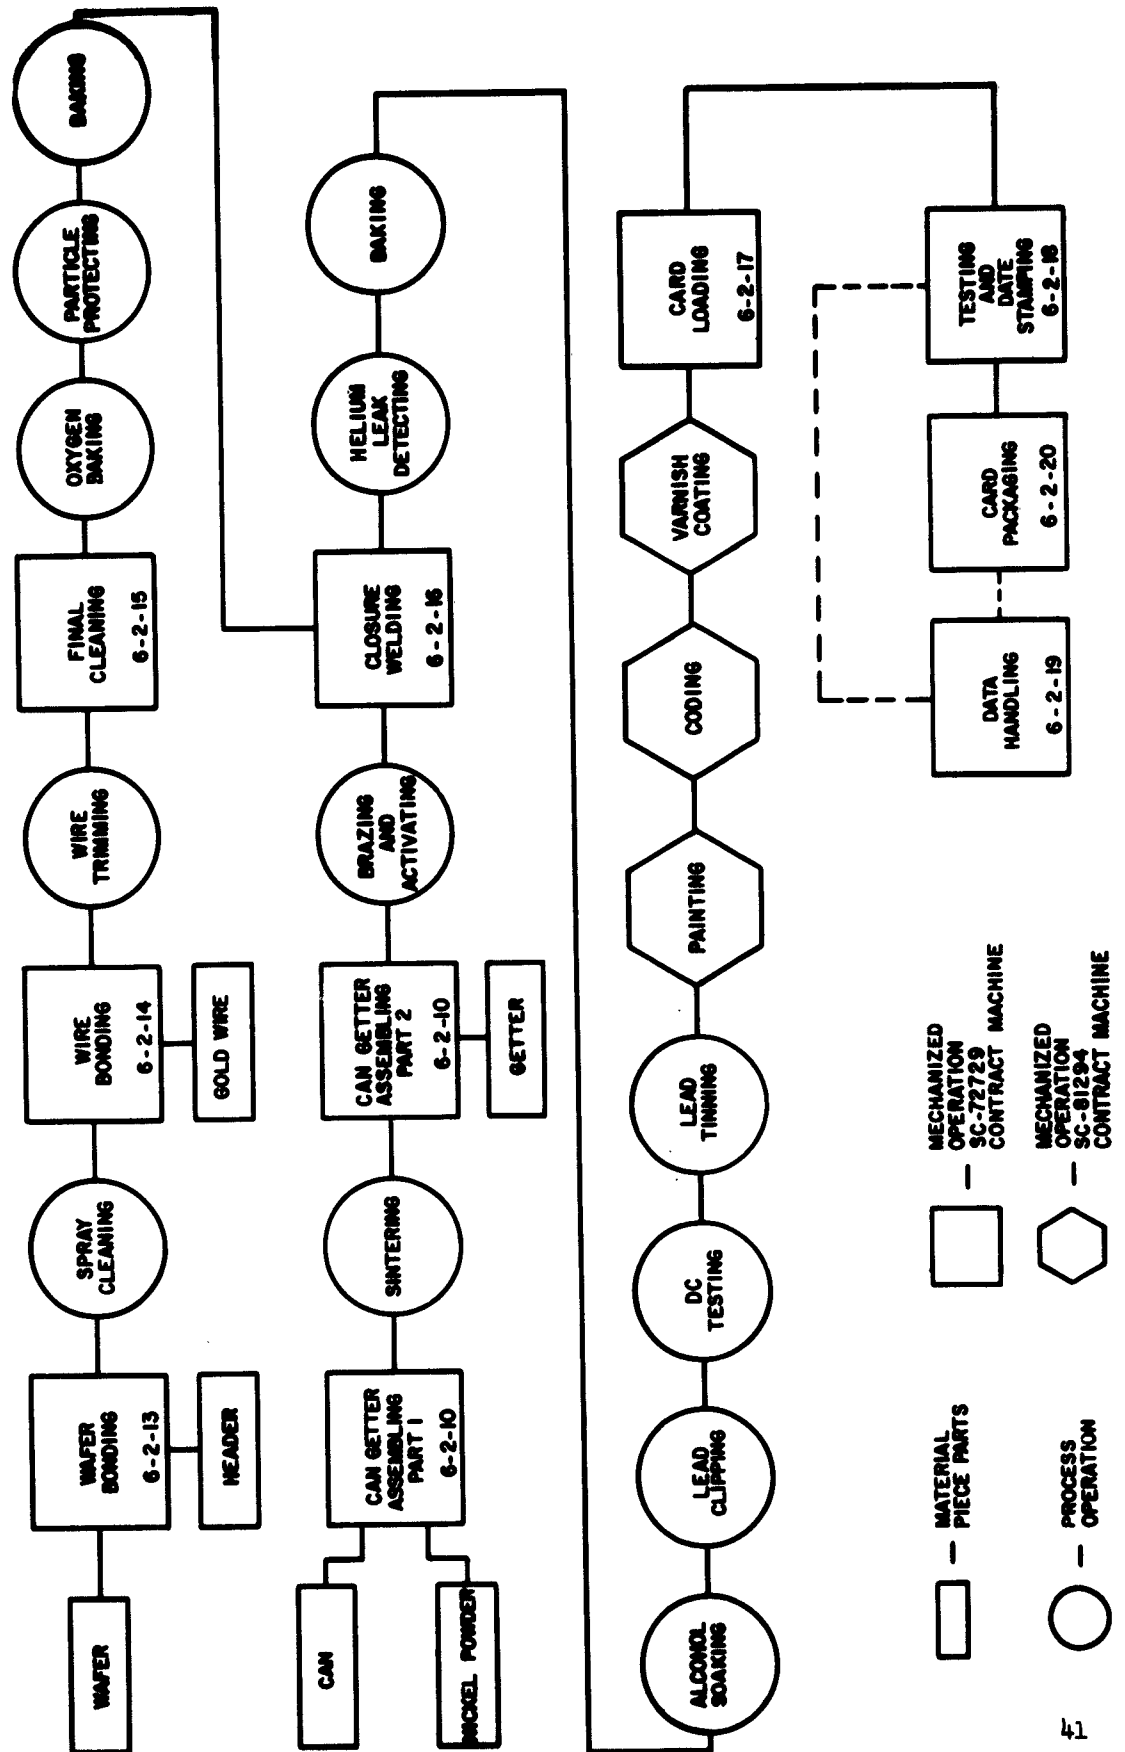 WAFER
WAFER
BONDING
6-2-13
HEADER
SPRAY
CLEANING
WIRE
BONDING
6-2-14
GOLD WIRE
WIRE
TRIMMING
FINAL
CLEANING
6-2-15
OXYGEN
BAKING
PARTICLE
PROTECTING
BAKING
CAN
NICKEL POWDER
CAN GETTER
ASSEMBLING
PART 1
6-2-10
SINTERING
CAN GETTER
ASSEMBLING
PART 2
6-2-10
GETTER
BRAZING
AND
ACTIVATING
CLOSURE
WELDING
6-2-16
HELIUM
LEAK
DETECTING
BAKING
ALCOHOL
SOAKING
LEAD
CLIPPING
DC
TESTING
LEAD
TINNING
PAINTING
CODING
VARNISH
COATING
CARD
LOADING
6-2-17
TESTING
AND
DATE
STAMPING
6-2-18
CARD
PACKAGING
6-2-20
DATA
HANDLING
6-2-19
— MATERIAL
PIECE PARTS
— PROCESS
OPERATION
— MECHANIZED
OPERATION
SC-72729
CONTRACT MACHINE
— MECHANIZED
OPERATION
SC-81294
CONTRACT MACHINE
41